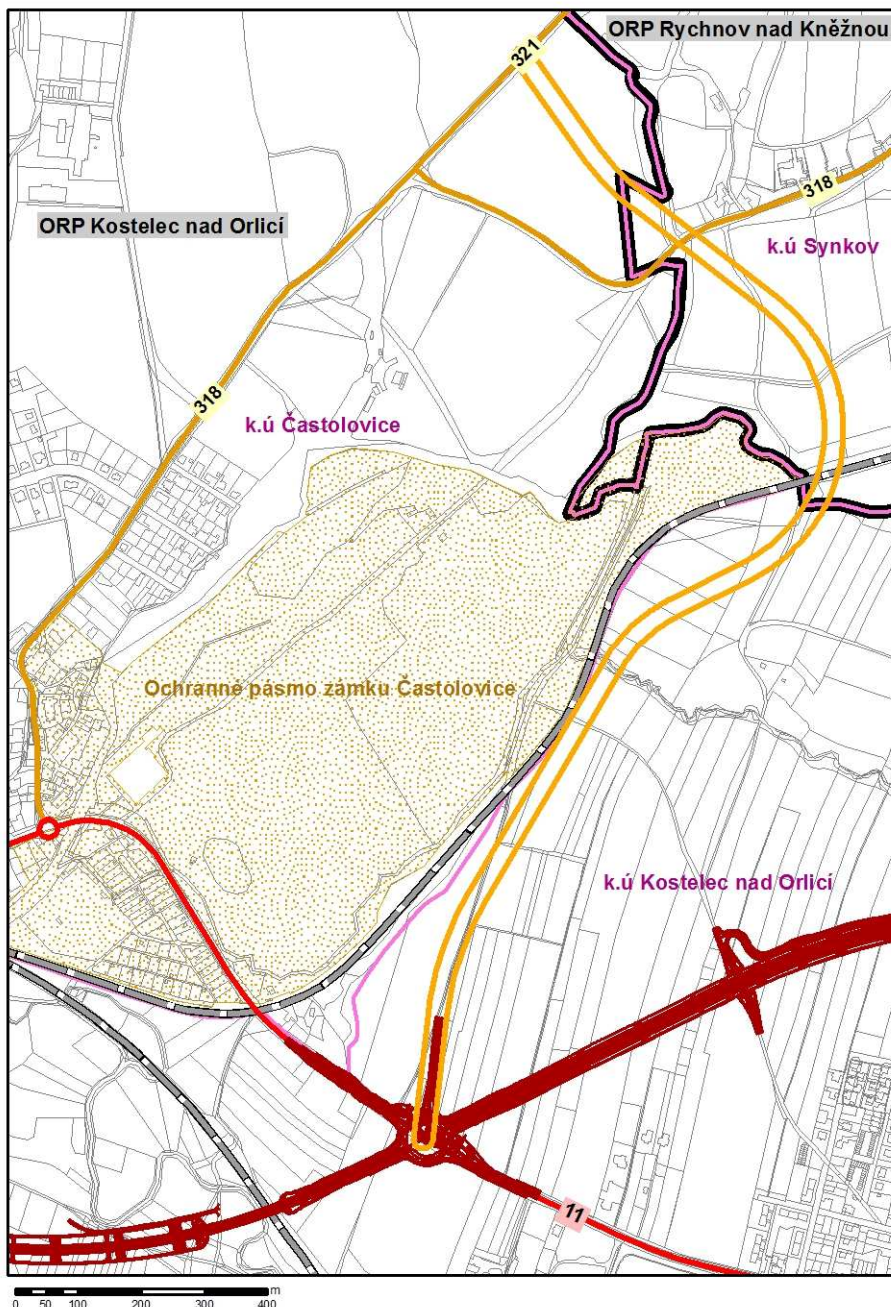 ORP Rychnov nad Kněžnou
321
318
ORP Kostelec nad Orlicí
k.ú Synkov
318
k.ú Častolovice
Ochranné pásmo zámku Častolovice
k.ú Kostelec nad Orlicí
11
m
0 50 100 200 300 400